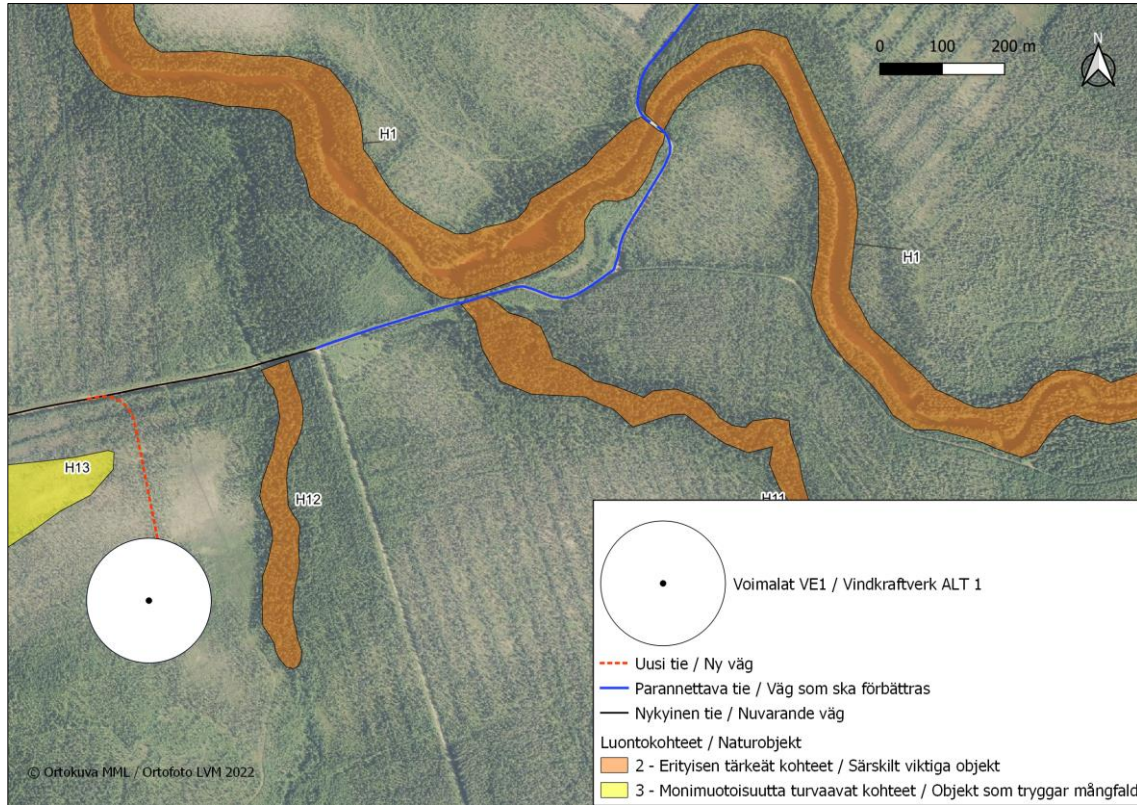 N
0 100 200 m
H1
H1
H13
H12
H11
Voimalat VE1 / Vindkraftverk ALT 1
Uusi tie / Ny väg
Parannettava tie / Väg som ska förbättras
Nykyinen tie / Nuvarande väg
Luontokohteet / Naturobjekt
2 - Erityisen tärkeät kohteet / Särskilt viktiga objekt
3 - Monimuotoisuutta turvaavat kohteet / Objekt som tryggar mångfald
© Ortokuva MML / Ortofoto LVM 2022